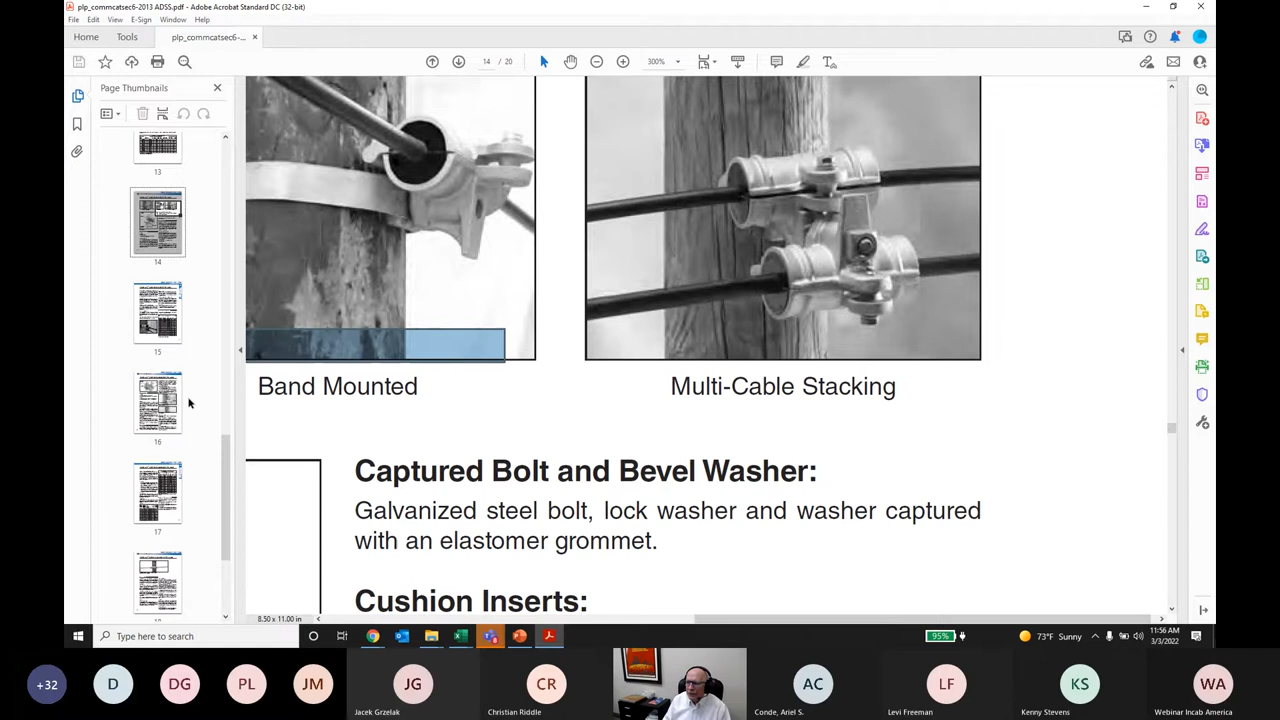 plp_commcatsec6-2013 ADSS.pdf - Adobe Acrobat Standard DC (32-bit)
File Edit View E-Sign Window Help
Home Tools plp_commcatsec6-... ×
14 / 20 300%
Page Thumbnails
13
14
15
16
17
Band Mounted
Multi-Cable Stacking
Captured Bolt and Bevel Washer:
Galvanized steel bolt, lock washer and washer captured
with an elastomer grommet.
Cushion Inserts:
8.50 x 11.00 in
Type here to search
95%
73°F Sunny
11:56 AM
3/3/2022
+32 D DG PL JM JG CR AC LF KS WA
Jacek Grzelak Christian Riddle Conde, Ariel S. Levi Freeman Kenny Stevens Webinar Incab America